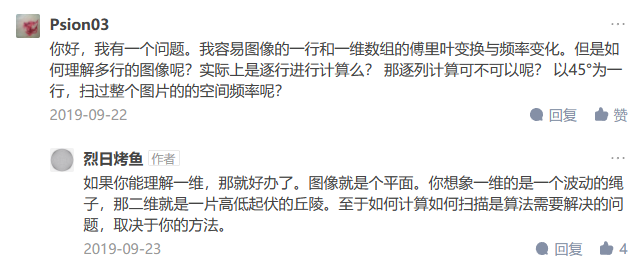 Psion03
你好，我有一个问题。我容易图像的一行和一维数组的傅里叶变换与频率变化。但是如
何理解多行的图像呢？实际上是逐行进行计算么？ 那逐列计算可不可以呢？ 以45°为一
行，扫过整个图片的的空间频率呢？
2019-09-22 回复 赞
烈日烤鱼 作者
如果你能理解一维，那就好办了。图像就是个平面。你想象一维的是一个波动的绳
子，那二维就是一片高低起伏的丘陵。至于如何计算如何扫描是算法需要解决的问
题，取决于你的方法。
2019-09-23 回复 4